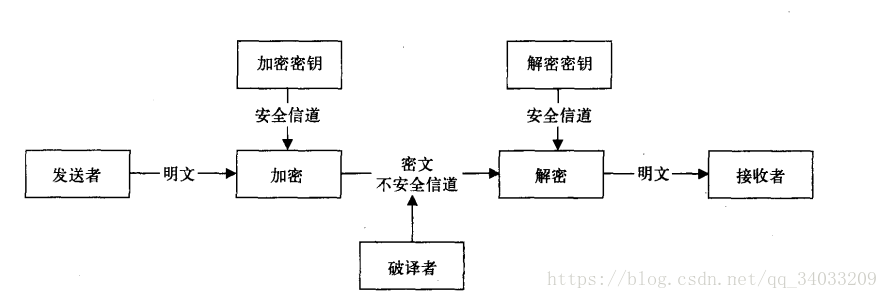 加密密钥
解密密钥
安全信道
安全信道
发送者
明文
加密
密文
不安全信道
解密
明文
接收者
破译者
https://blog.csdn.net/qq_34033209